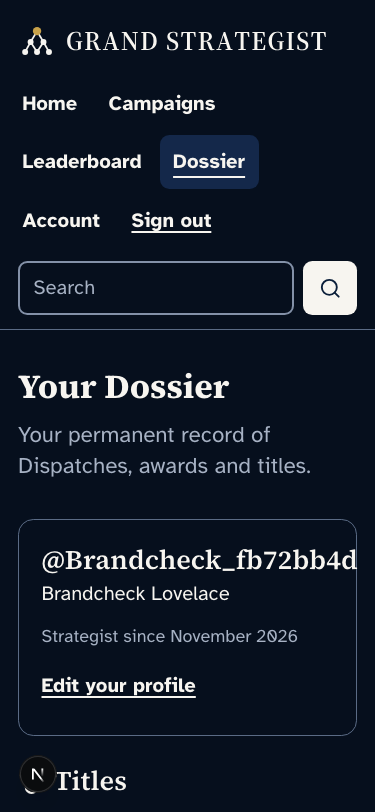 GRAND STRATEGIST
Home Campaigns
Leaderboard Dossier
Account Sign out
Search
Your Dossier
Your permanent record of
Dispatches, awards and titles.
@Brandcheck_fb72bb4d
Brandcheck Lovelace
Strategist since November 2026
Edit your profile
N
Titles